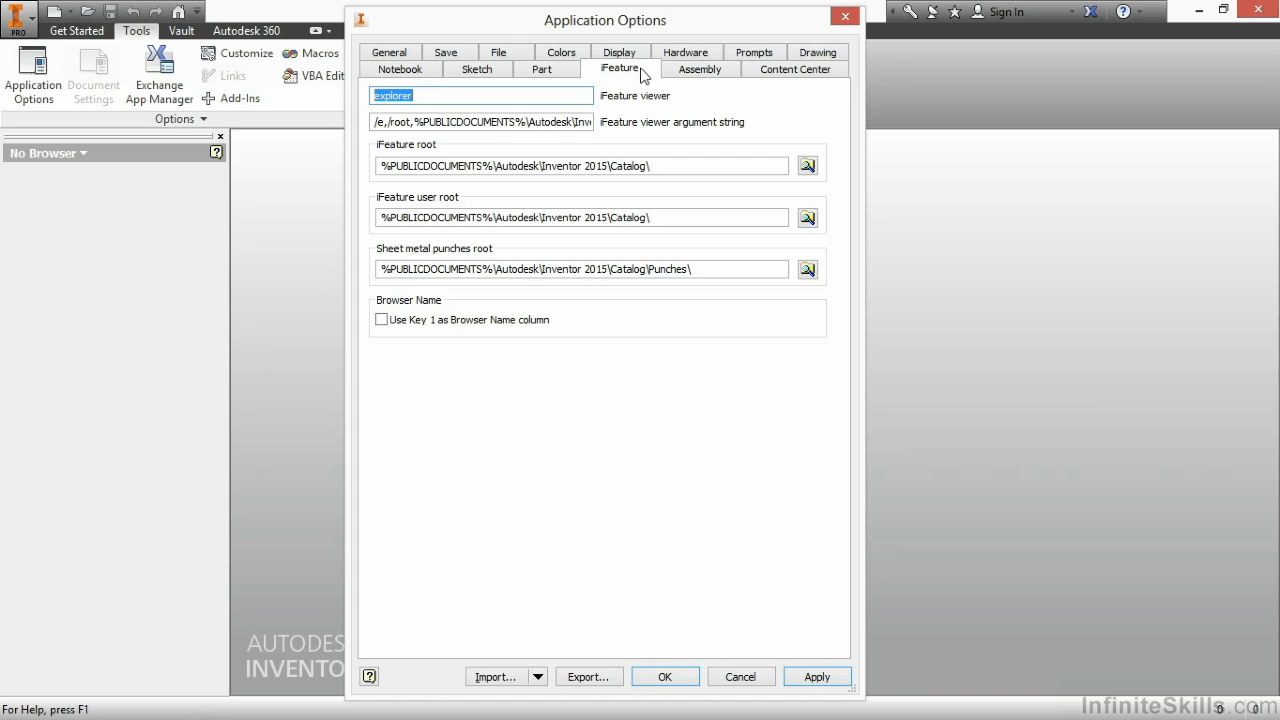 Application Options
PRO
Sign In
Get Started Tools Vault Autodesk 360
General Save File Colors Display Hardware Prompts Drawing
Notebook Sketch Part iFeature Assembly Content Center
Application Options
Document Settings
Exchange App Manager
Customize
Links
Add-Ins
Macros
VBA Edit
Options
No Browser
explorer iFeature viewer
/e,/root,%PUBLICDOCUMENTS%\Autodesk\Inv iFeature viewer argument string
iFeature root
%PUBLICDOCUMENTS%\Autodesk\Inventor 2015\Catalog\
iFeature user root
%PUBLICDOCUMENTS%\Autodesk\Inventor 2015\Catalog\
Sheet metal punches root
%PUBLICDOCUMENTS%\Autodesk\Inventor 2015\Catalog\Punches\
Browser Name
Use Key 1 as Browser Name column
AUTODES
INVENTO
Import... Export... OK Cancel Apply
For Help, press F1
0 0
InfiniteSkills.com